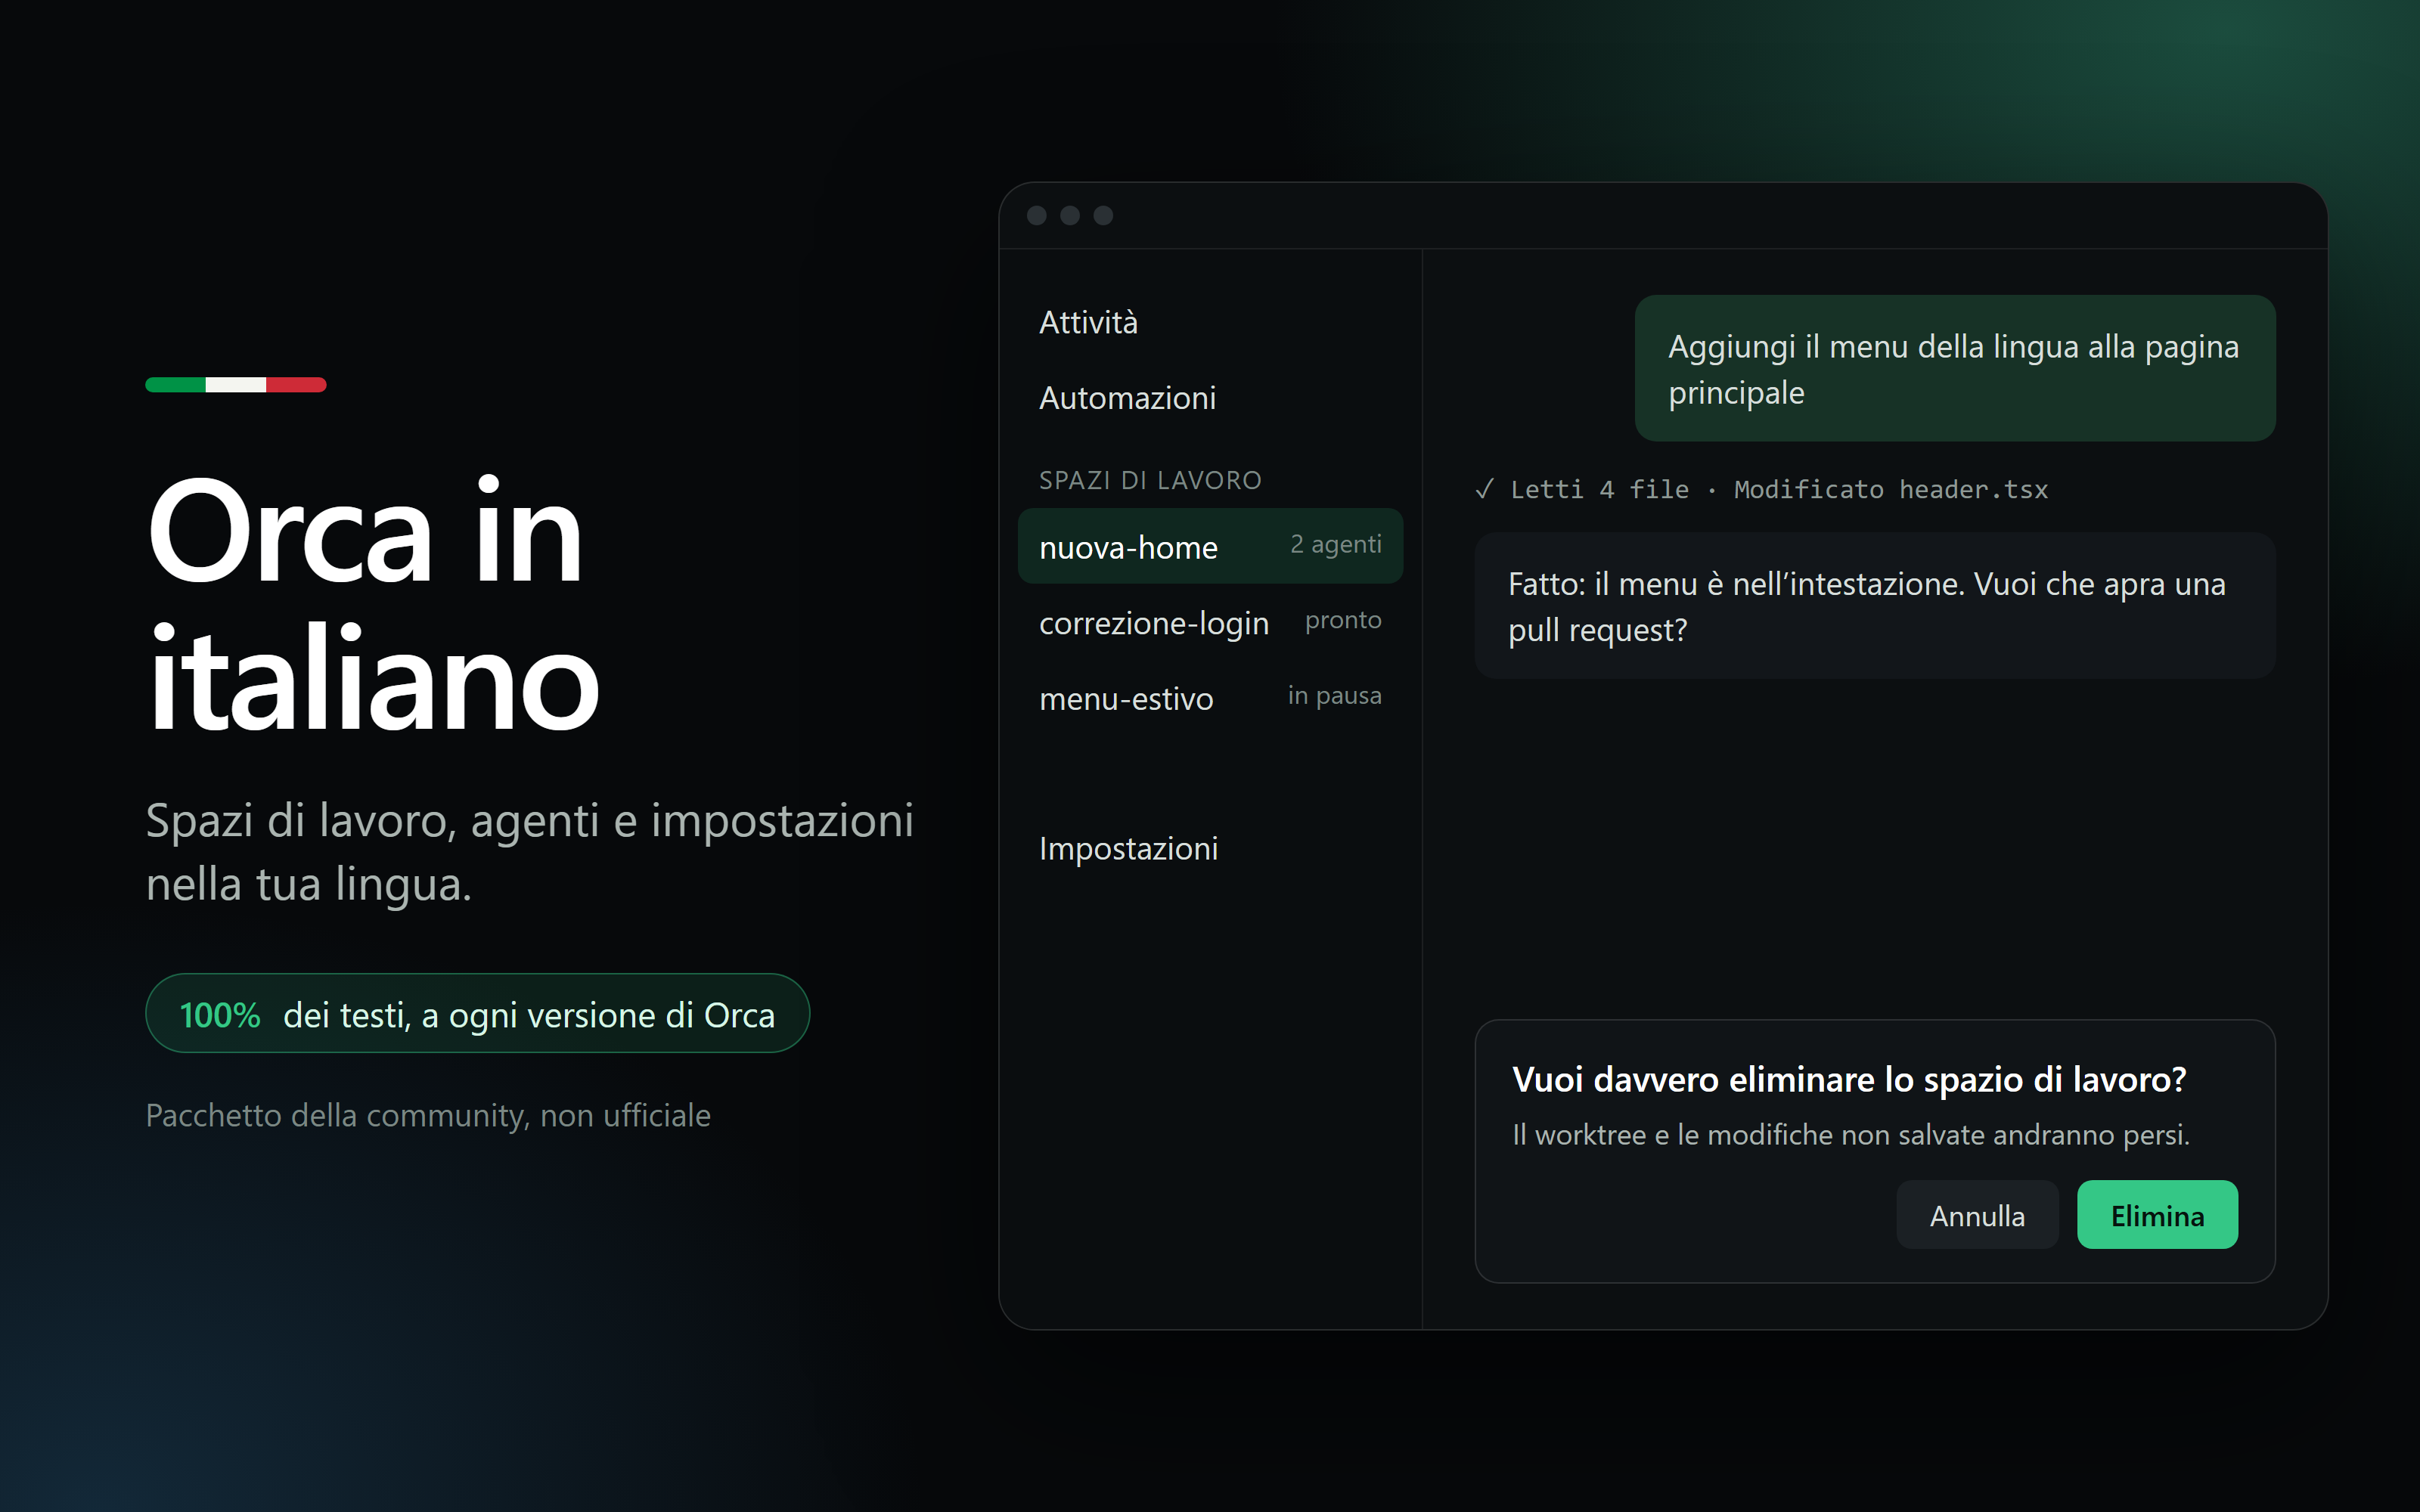 Orca in
italiano
Spazi di lavoro, agenti e impostazioni
nella tua lingua.
100% dei testi, a ogni versione di Orca
Pacchetto della community, non ufficiale
Attività
Automazioni
SPAZI DI LAVORO
nuova-home 2 agenti
correzione-login pronto
menu-estivo in pausa
Impostazioni
Aggiungi il menu della lingua alla pagina
principale
✓ Letti 4 file · Modificato header.tsx
Fatto: il menu è nell’intestazione. Vuoi che apra una
pull request?
Vuoi davvero eliminare lo spazio di lavoro?
Il worktree e le modifiche non salvate andranno persi.
Annulla Elimina